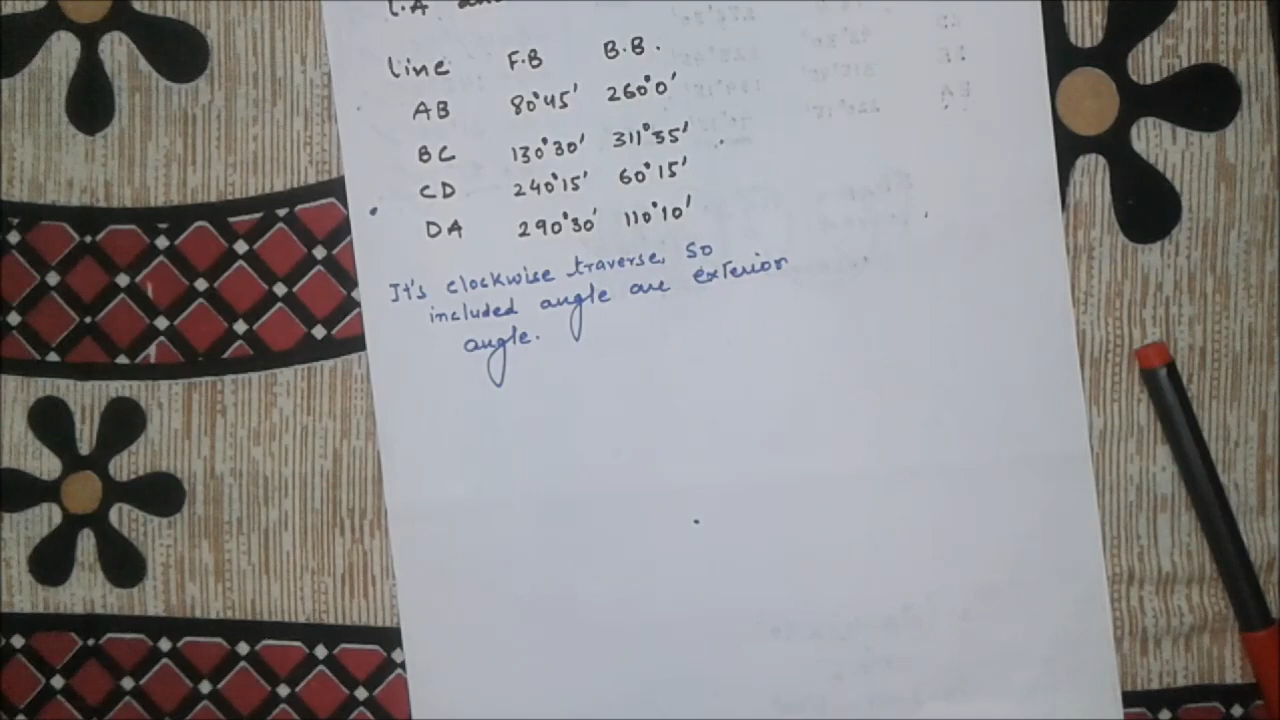 L.A
Line F.B B.B.
AB 80°45' 260°0'
BC 130°30' 311°35'
CD 240°15' 60°15'
DA 290°30' 110°10'
It's clockwise traverse, so
included angle are exterior
angle.